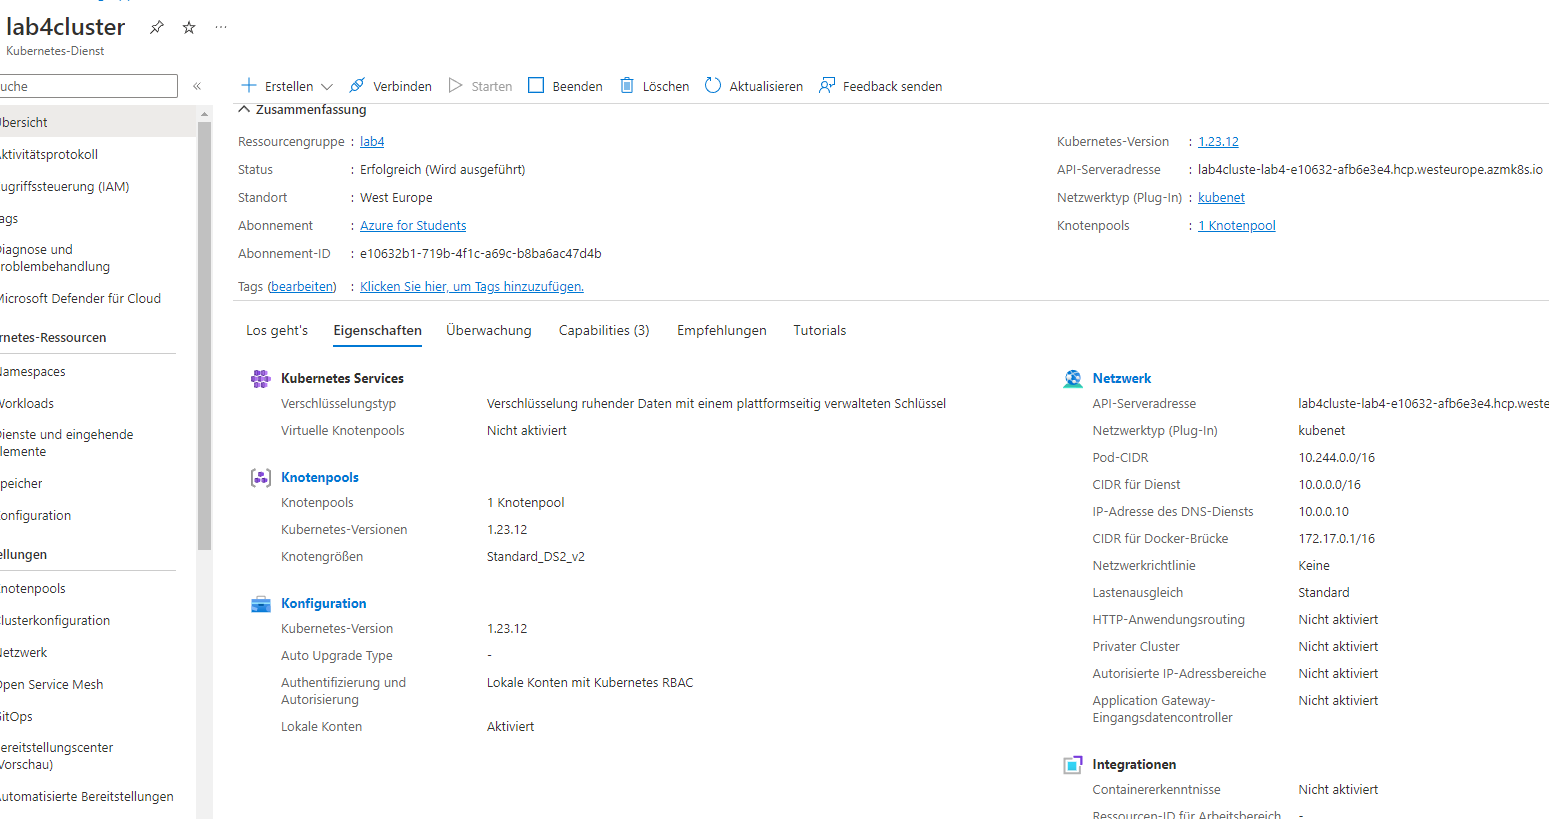 lab4cluster
Kubernetes-Dienst
uche
«
Erstellen
Verbinden
Starten
Beenden
Löschen
Aktualisieren
Feedback senden
Übersicht
ktivitätsprotokoll
ugriffssteuerung (IAM)
ags
iagnose und
roblembehandlung
Microsoft Defender für Cloud
rnetes-Ressourcen
Namespaces
Workloads
ienste und eingehende
lemente
peicher
onfiguration
ellungen
notenpools
lusterkonfiguration
Netzwerk
Open Service Mesh
GitOps
ereitstellungscenter
Vorschau)
utomatisierte Bereitstellungen
Zusammenfassung
Ressourcengruppe : lab4
Status : Erfolgreich (Wird ausgeführt)
Standort : West Europe
Abonnement : Azure for Students
Abonnement-ID : e10632b1-719b-4f1c-a69c-b8ba6ac47d4b
Tags (bearbeiten) : Klicken Sie hier, um Tags hinzuzufügen.
Kubernetes-Version : 1.23.12
API-Serveradresse : lab4cluste-lab4-e10632-afb6e3e4.hcp.westeurope.azmk8s.io
Netzwerktyp (Plug-In) : kubenet
Knotenpools : 1 Knotenpool
Los geht's
Eigenschaften
Überwachung
Capabilities (3)
Empfehlungen
Tutorials
Kubernetes Services
Verschlüsselungstyp Verschlüsselung ruhender Daten mit einem plattformseitig verwalteten Schlüssel
Virtuelle Knotenpools Nicht aktiviert
Knotenpools
Knotenpools 1 Knotenpool
Kubernetes-Versionen 1.23.12
Knotengrößen Standard_DS2_v2
Konfiguration
Kubernetes-Version 1.23.12
Auto Upgrade Type -
Authentifizierung und Lokale Konten mit Kubernetes RBAC
Autorisierung
Lokale Konten Aktiviert
Netzwerk
API-Serveradresse lab4cluste-lab4-e10632-afb6e3e4.hcp.weste
Netzwerktyp (Plug-In) kubenet
Pod-CIDR 10.244.0.0/16
CIDR für Dienst 10.0.0.0/16
IP-Adresse des DNS-Diensts 10.0.0.10
CIDR für Docker-Brücke 172.17.0.1/16
Netzwerkrichtlinie Keine
Lastenausgleich Standard
HTTP-Anwendungsrouting Nicht aktiviert
Privater Cluster Nicht aktiviert
Autorisierte IP-Adressbereiche Nicht aktiviert
Application Gateway- Nicht aktiviert
Eingangsdatencontroller
Integrationen
Containererkenntnisse Nicht aktiviert
Ressourcen-ID für Arbeitsbereich -